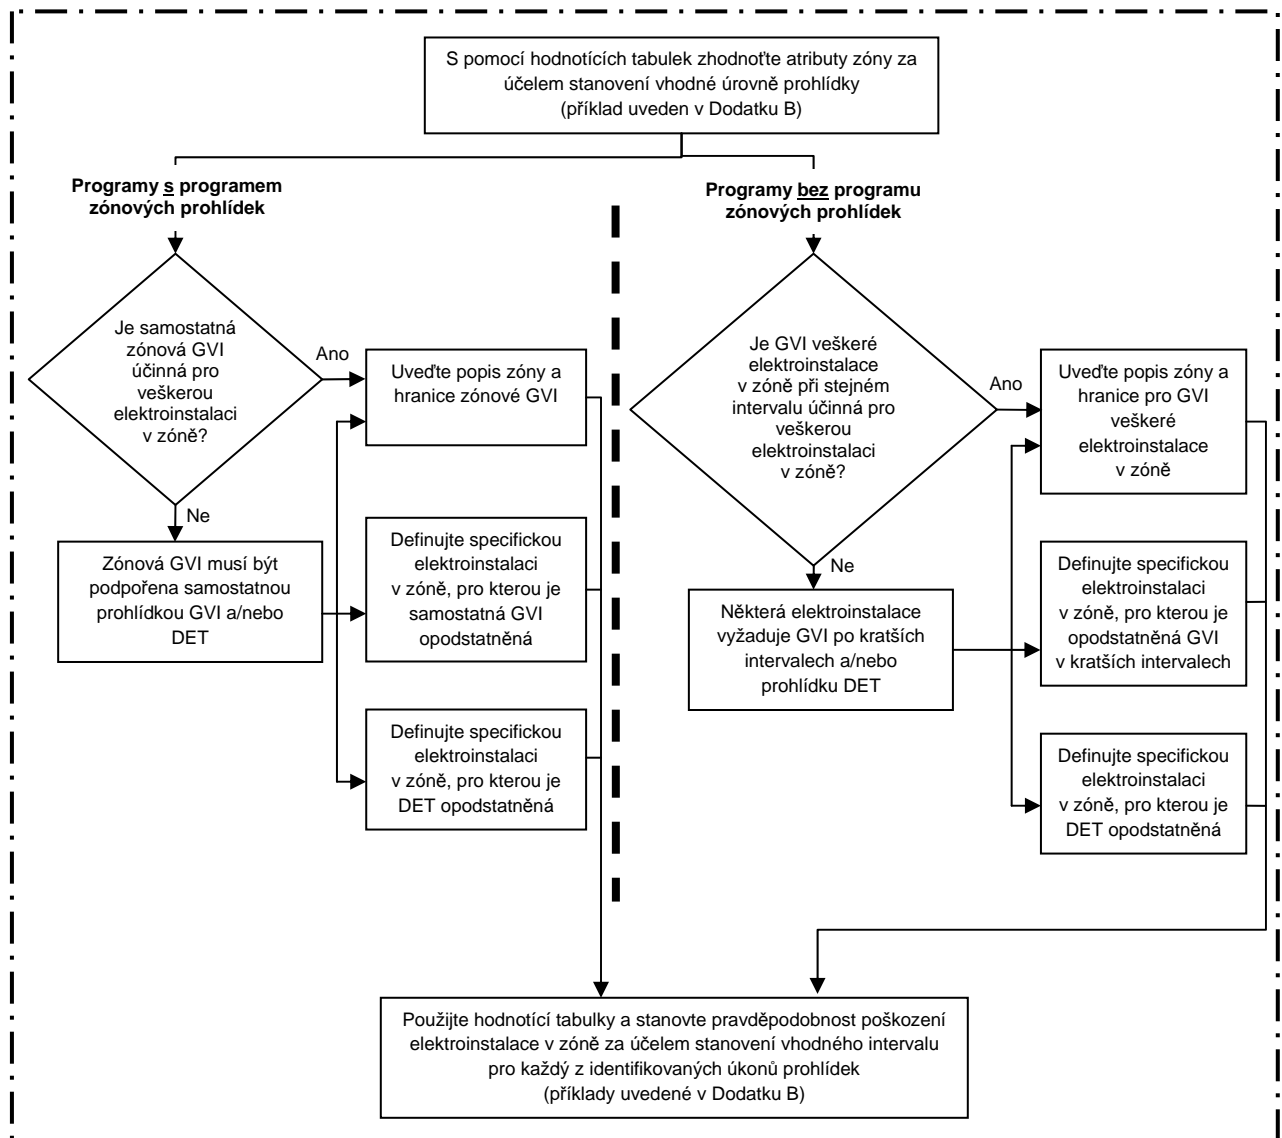 S pomocí hodnotících tabulek zhodnoťte atributy zóny za
účelem stanovení vhodné úrovně prohlídky
(příklad uveden v Dodatku B)
Programy s programem
zónových prohlídek
Je samostatná
zónová GVI
účinná pro
veškerou
elektroinstalaci
v zóně?
Ano
Uveďte popis zóny a
hranice zónové GVI
Ne
Zónová GVI musí být
podpořena samostatnou
prohlídkou GVI a/nebo
DET
Definujte specifickou
elektroinstalaci
v zóně, pro kterou je
samostatná GVI
opodstatněná
Definujte specifickou
elektroinstalaci
v zóně, pro kterou je
DET opodstatněná
Programy bez programu
zónových prohlídek
Je GVI veškeré
elektroinstalace
v zóně při stejném
intervalu účinná pro
veškerou
elektroinstalaci
v zóně?
Ano
Uveďte popis zóny a
hranice pro GVI
veškeré
elektroinstalace
v zóně
Ne
Některá elektroinstalace
vyžaduje GVI po kratších
intervalech a/nebo
prohlídku DET
Definujte specifickou
elektroinstalaci
v zóně, pro kterou je
opodstatněná GVI
v kratších intervalech
Definujte specifickou
elektroinstalaci
v zóně, pro kterou je
DET opodstatněná
Použijte hodnotící tabulky a stanovte pravděpodobnost poškození
elektroinstalace v zóně za účelem stanovení vhodného intervalu
pro každý z identifikovaných úkonů prohlídek
(příklady uvedené v Dodatku B)